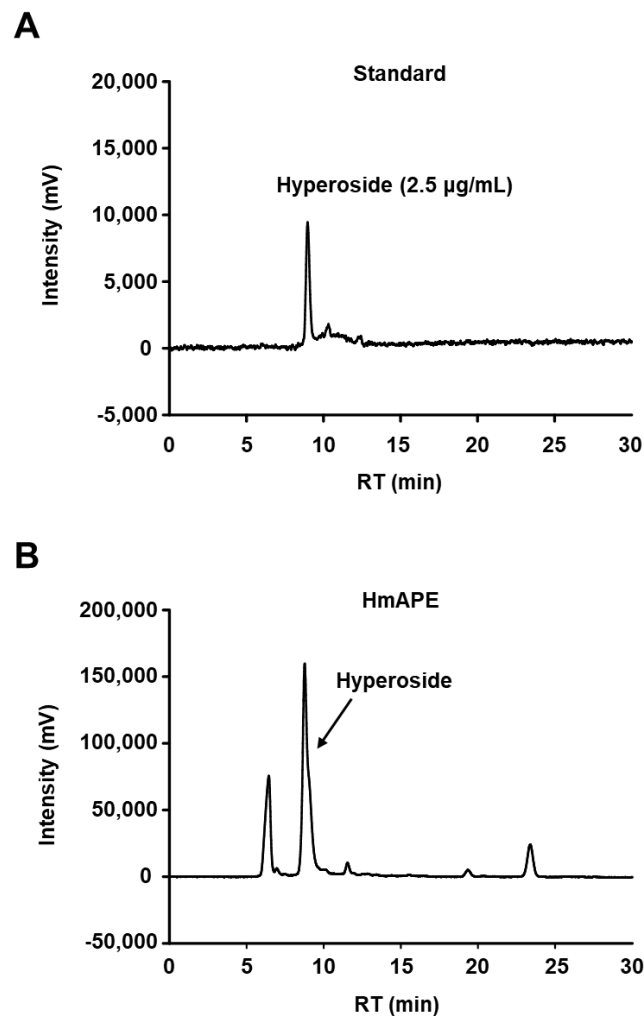 A
Standard
20,000
15,000
Hyperoside (2.5 µg/mL)
10,000
5,000
0
-5,000
Intensity (mV)
0 5 10 15 20 25 30
RT (min)
B
HmAPE
200,000
150,000
Hyperoside
100,000
50,000
0
-50,000
Intensity (mV)
0 5 10 15 20 25 30
RT (min)